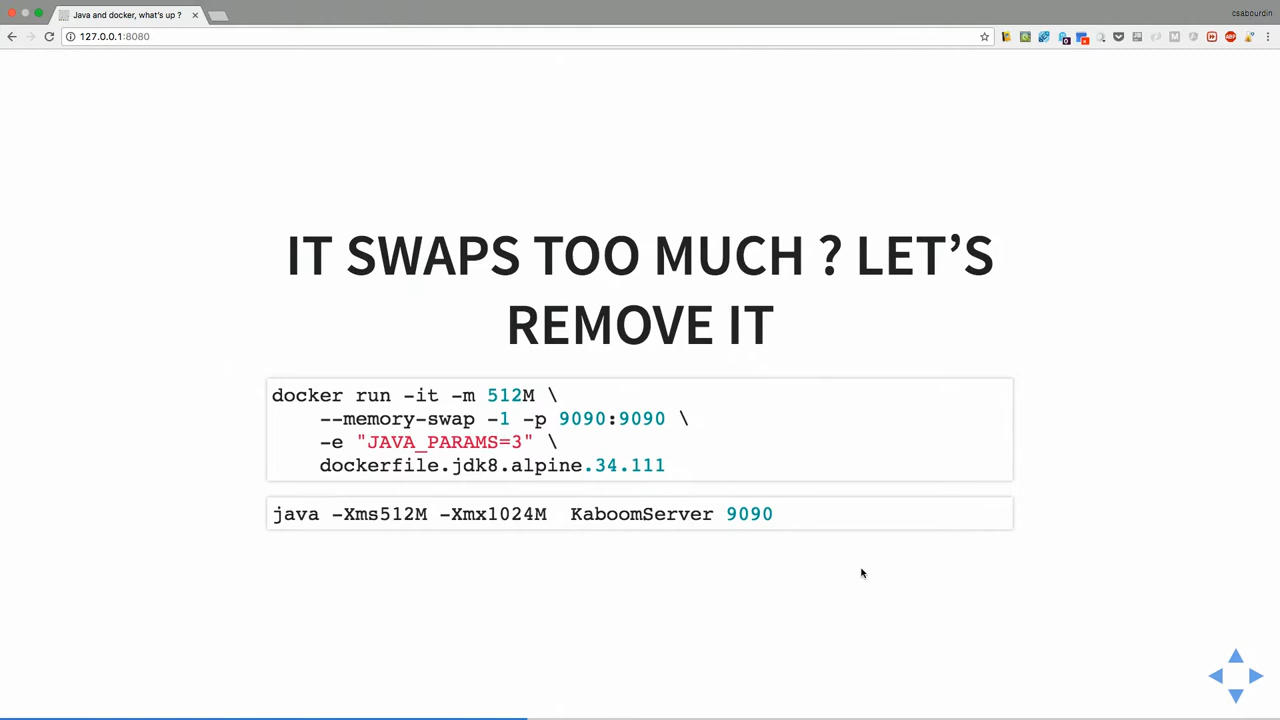 Java and docker, what's up ?
csabourdin
127.0.0.1:8080
IT SWAPS TOO MUCH ? LET’S
REMOVE IT
docker run -it -m 512M \
--memory-swap -1 -p 9090:9090 \
-e "JAVA_PARAMS=3" \
dockerfile.jdk8.alpine.34.111
java -Xms512M -Xmx1024M  KaboomServer 9090